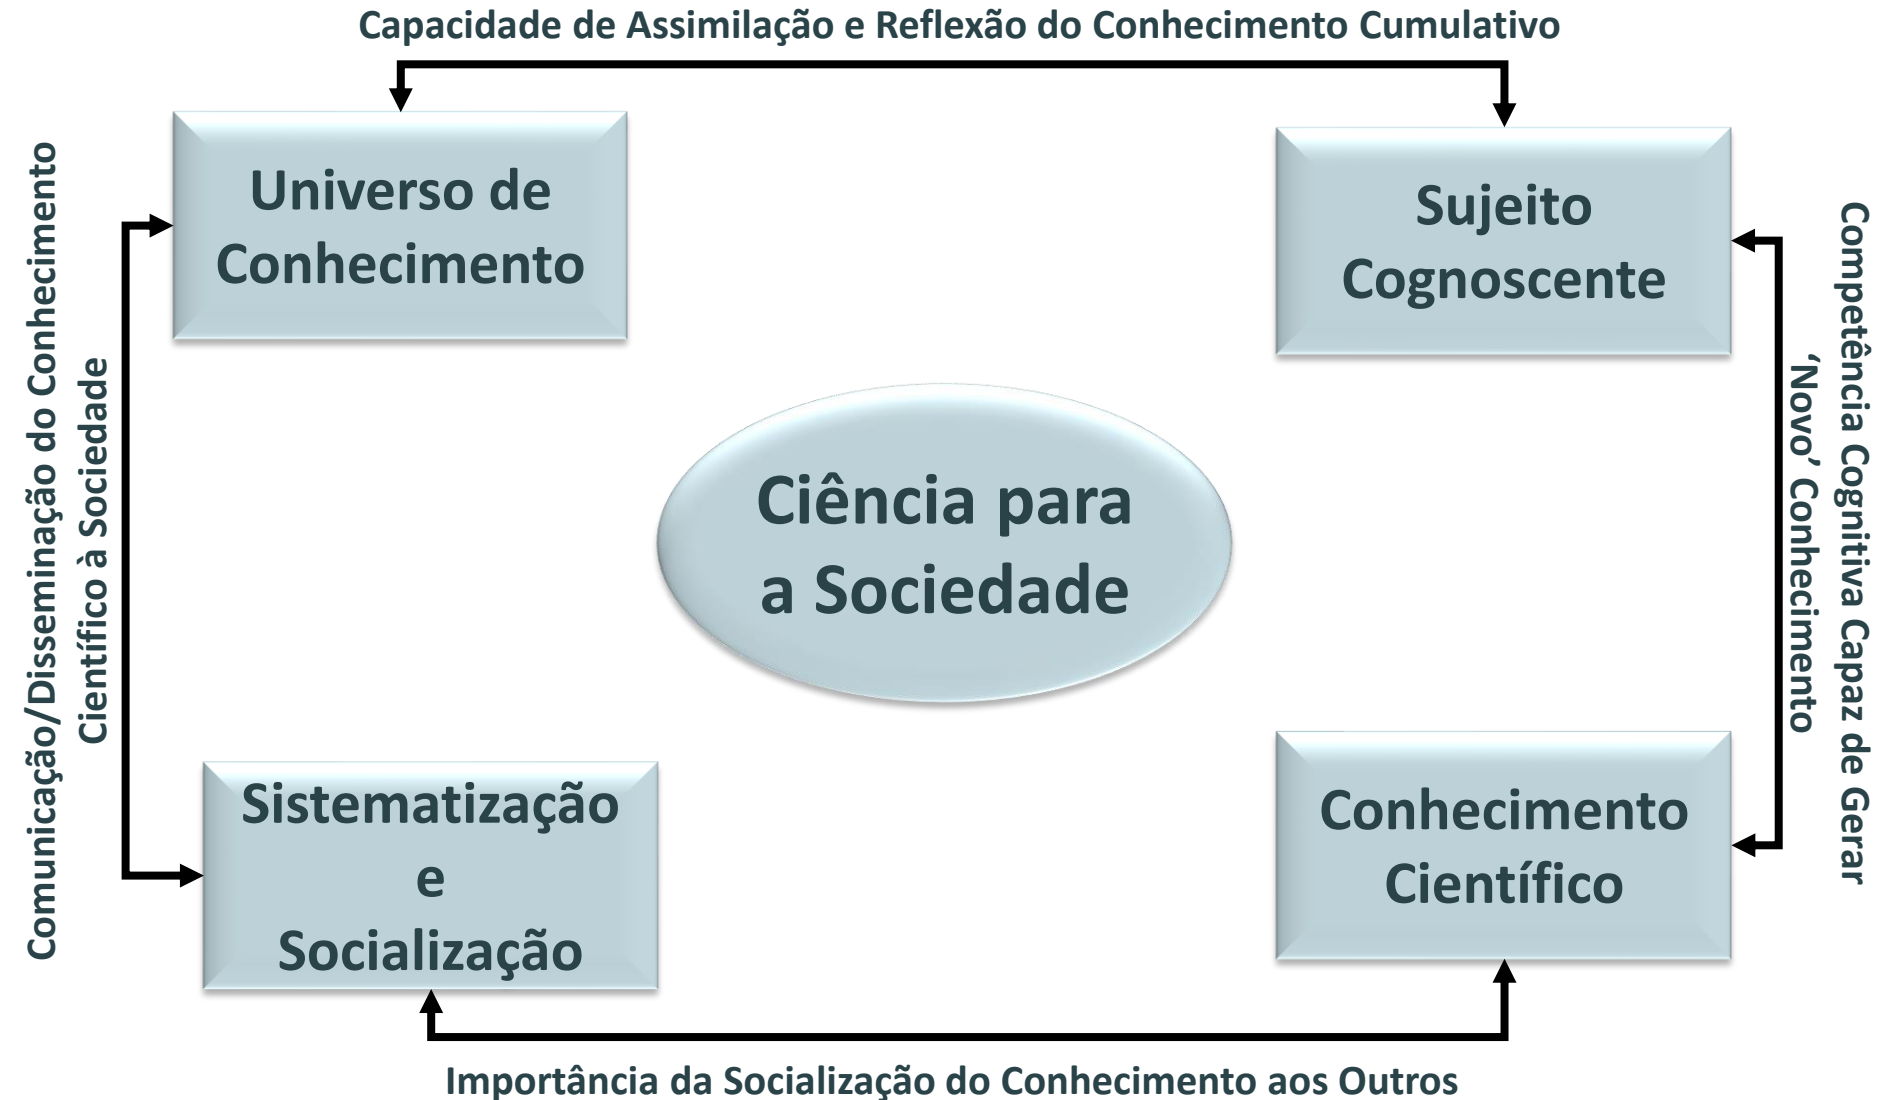 Capacidade de Assimilação e Reflexão do Conhecimento Cumulativo
Comunicação/Disseminação do Conhecimento
Científico à Sociedade
Universo de
Conhecimento
Sujeito
Cognoscente
Competência Cognitiva Capaz de Gerar
‘Novo’ Conhecimento
Ciência para
a Sociedade
Sistematização
e
Socialização
Conhecimento
Científico
Importância da Socialização do Conhecimento aos Outros